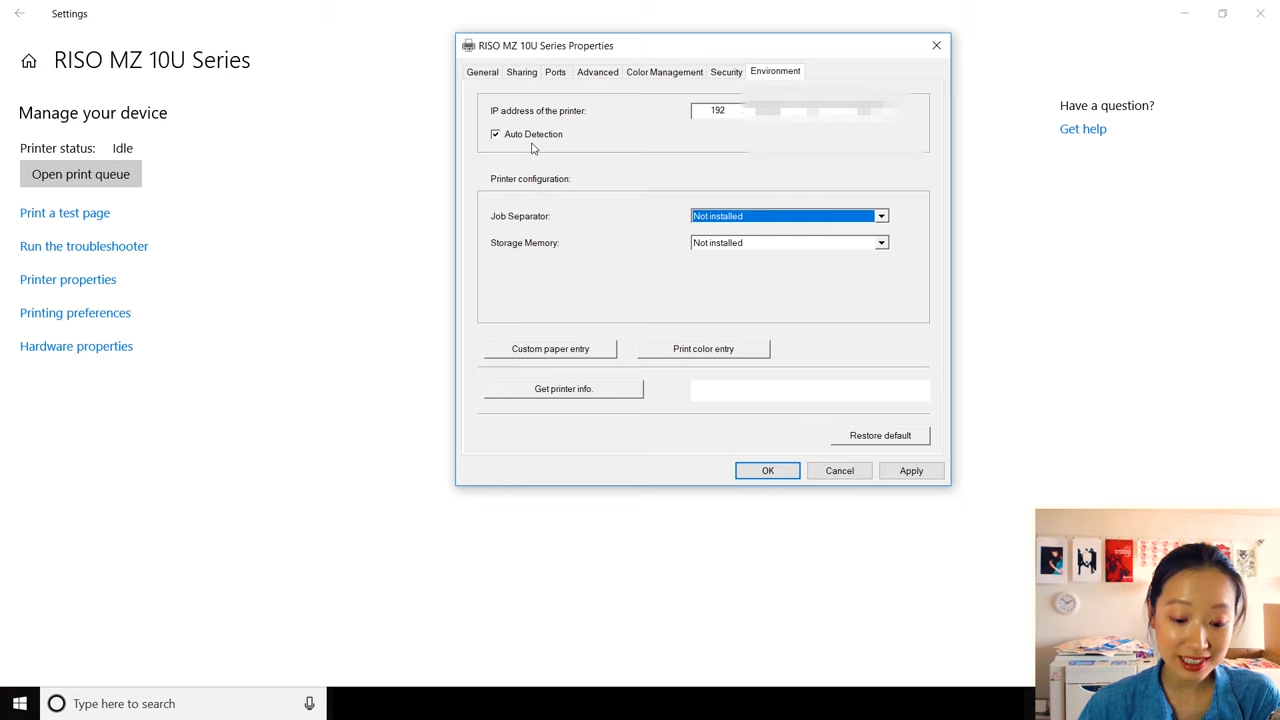 Settings
RISO MZ 10U Series
Manage your device
Printer status: Idle
Open print queue
Print a test page
Run the troubleshooter
Printer properties
Printing preferences
Hardware properties
RISO MZ 10U Series Properties
General Sharing Ports Advanced Color Management Security Environment
IP address of the printer: 192 .
Auto Detection
Printer configuration:
Job Separator: Not installed
Storage Memory: Not installed
Custom paper entry Print color entry
Get printer info.
Restore default
OK Cancel Apply
Have a question?
Get help
Type here to search